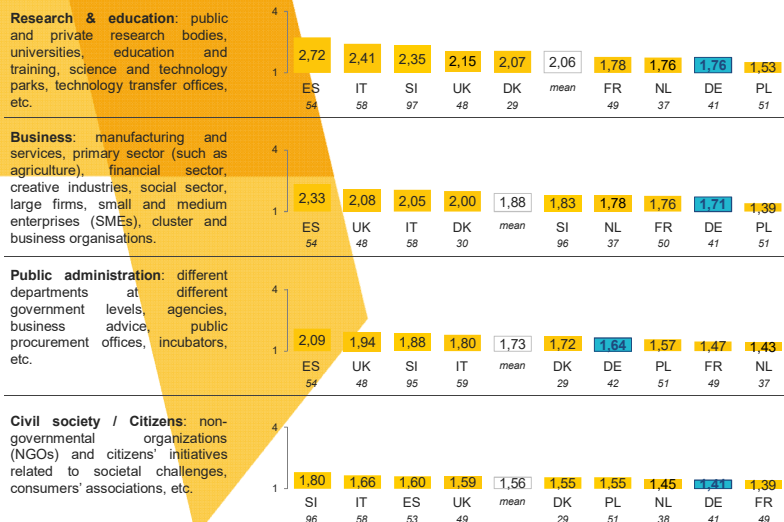 Research & education: public
and private research bodies,
universities, education and
training, science and technology
parks, technology transfer offices,
etc.
4
1
2,72 2,41 2,35 2,15 2,07 2,06 1,78 1,76 1,76 1,53
ES IT SI UK DK mean FR NL DE PL
54 58 97 48 29 49 37 41 51
Business: manufacturing and
services, primary sector (such as
agriculture), financial sector,
creative industries, social sector,
large firms, small and medium
enterprises (SMEs), cluster and
business organisations.
4
1
2,33 2,08 2,05 2,00 1,88 1,83 1,78 1,76 1,71 1,39
ES UK IT DK mean SI NL FR DE PL
54 48 58 30 96 37 50 41 51
Public administration: different
departments at different
government levels, agencies,
business advice, public
procurement offices, incubators,
etc.
4
1
2,09 1,94 1,88 1,80 1,73 1,72 1,64 1,57 1,47 1,43
ES UK SI IT mean DK DE PL FR NL
54 48 95 59 29 42 51 49 37
Civil society / Citizens: non-
governmental organizations
(NGOs) and citizens' initiatives
related to societal challenges,
consumers' associations, etc.
4
1
1,80 1,66 1,60 1,59 1,56 1,55 1,55 1,45 1,41 1,39
SI IT ES UK mean DK PL NL DE FR
96 58 53 49 29 51 38 41 49